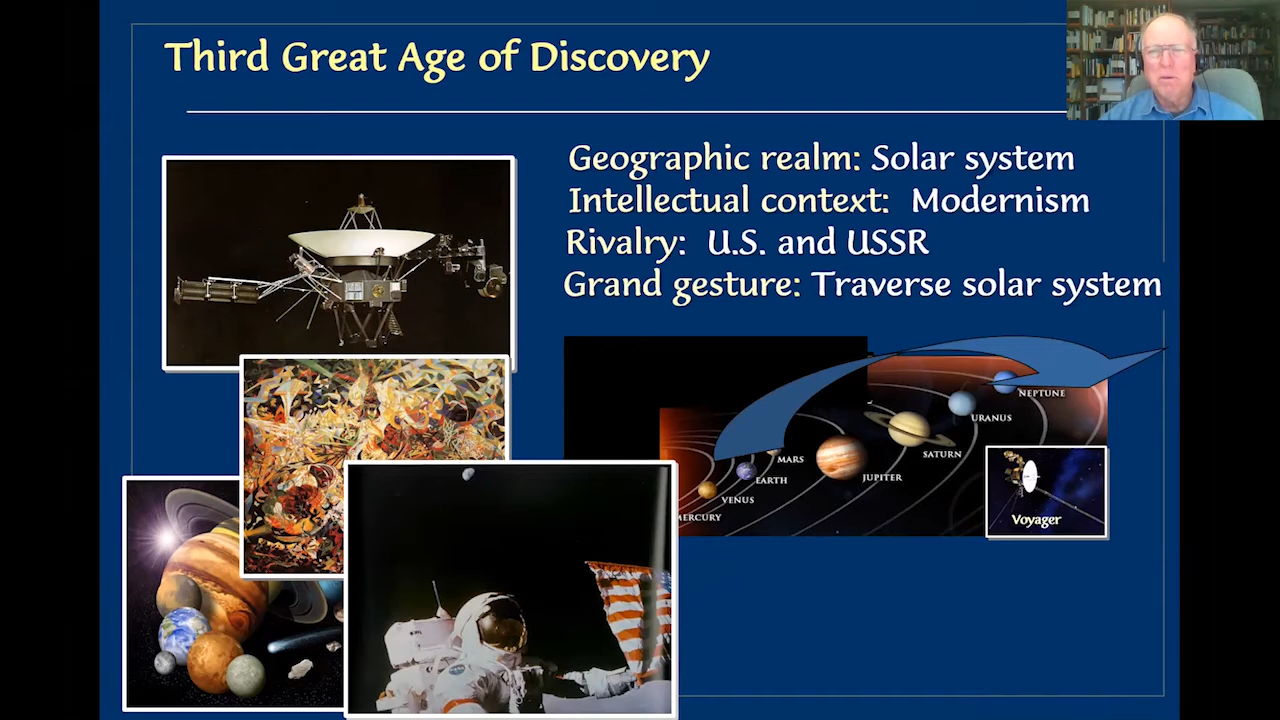 Third Great Age of Discovery
Geographic realm: Solar system
Intellectual context: Modernism
Rivalry: U.S. and USSR
Grand gesture: Traverse solar system
NEPTUNE
URANUS
SATURN
MARS
JUPITER
EARTH
VENUS
MERCURY
Voyager